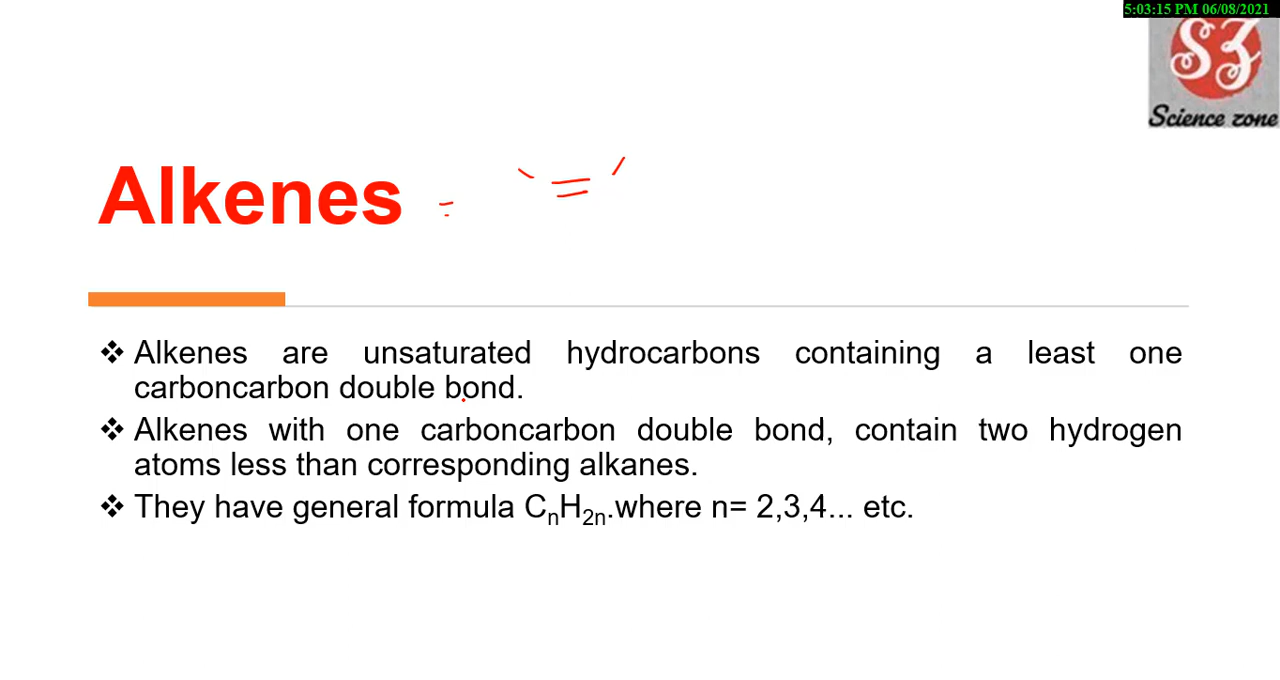 5:03:15 PM 06/08/2021
SZ
Science zone
Alkenes
❖ Alkenes are unsaturated hydrocarbons containing a least one
carboncarbon double bond.
❖ Alkenes with one carboncarbon double bond, contain two hydrogen
atoms less than corresponding alkanes.
❖ They have general formula CₙH₂ₙ.where n= 2,3,4... etc.